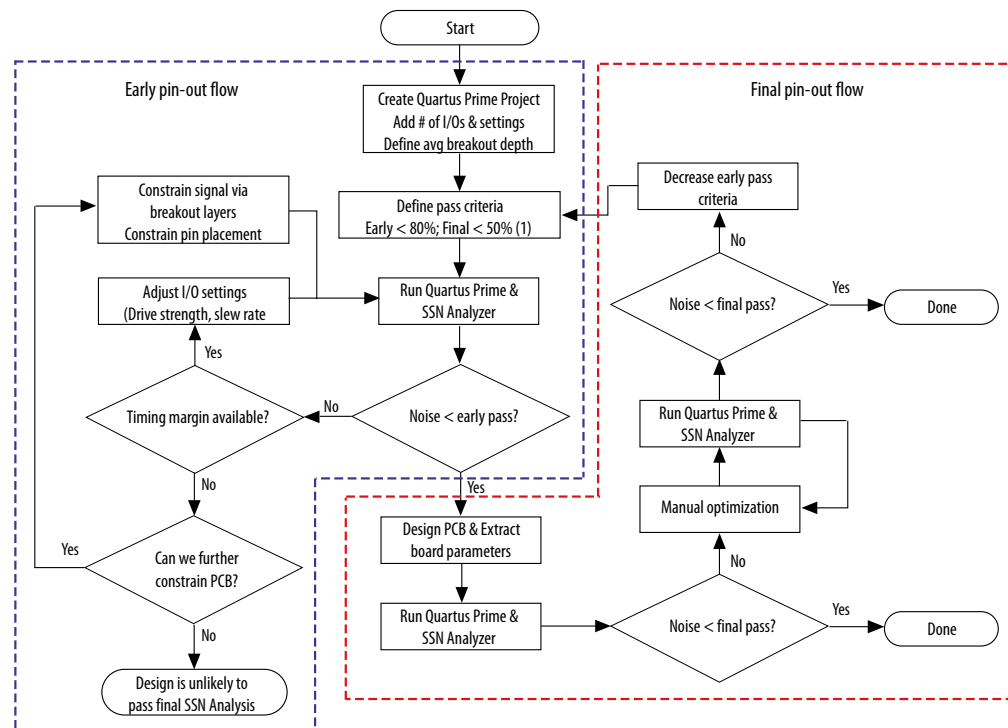 Start
Early pin-out flow
Final pin-out flow
Create Quartus Prime Project
Add # of I/Os & settings
Define avg breakout depth
Constrain signal via
breakout layers
Constrain pin placement
Define pass criteria
Early < 80%; Final < 50% (1)
Decrease early pass
criteria
No
Adjust I/O settings
(Drive strength, slew rate
Run Quartus Prime &
SSN Analyzer
Noise < final pass?
Yes
Done
Yes
Timing margin available?
No
Noise < early pass?
Run Quartus Prime &
SSN Analyzer
No
Yes
Manual optimization
Yes
Can we further
constrain PCB?
Design PCB & Extract
board parameters
No
No
Run Quartus Prime &
SSN Analyzer
Noise < final pass?
Yes
Done
Design is unlikely to
pass final SSN Analysis